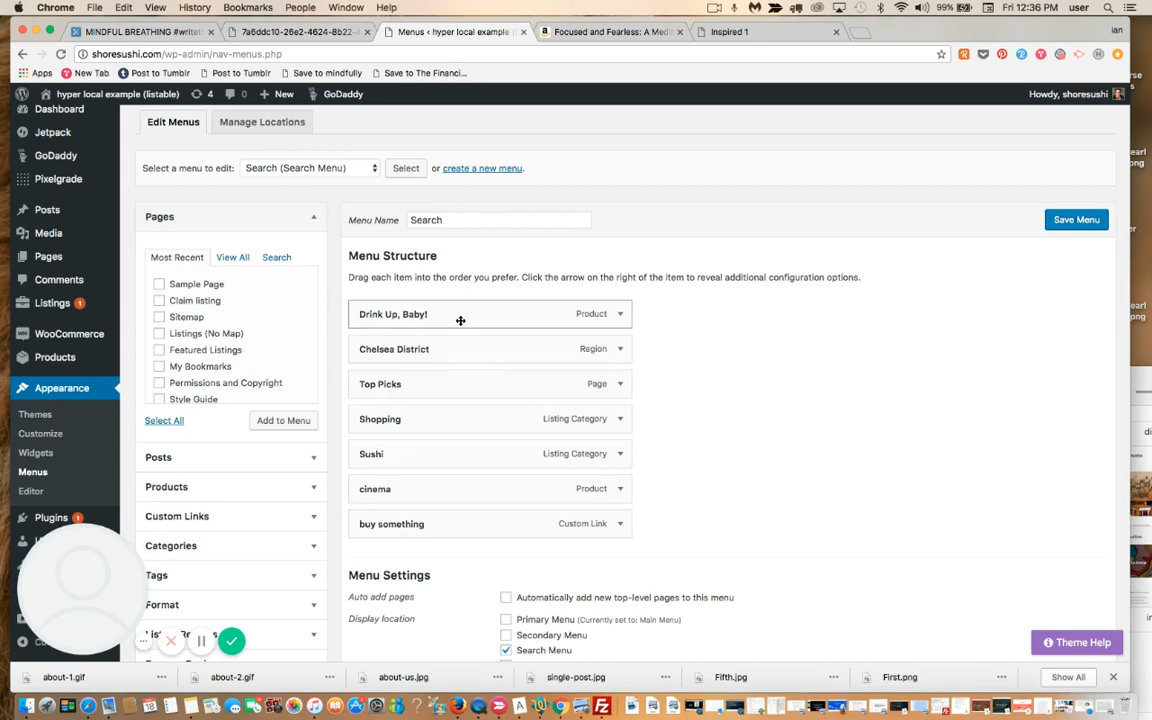 Chrome File Edit View History Bookmarks People Window Help 99% Fri 12:36 PM user
MINDFUL BREATHING #writet × 7a6ddc10-26e2-4624-8b22- × Menus ‹ hyper local example ( × Focused and Fearless: A Medi × Inspired 1 × ian
shoresushi.com/wp-admin/nav-menus.php
Apps New Tab Post to Tumblr Post to Tumblr Save to mindfully Save to The Financi...
hyper local example (listable) 4 New GoDaddy Howdy, shoresushi
Dashboard
Jetpack
GoDaddy
Pixelgrade
Posts
Media
Pages
Comments
Listings 1
WooCommerce
Products
Appearance
Themes
Customize
Widgets
Menus
Editor
Plugins 1
Edit Menus Manage Locations
Select a menu to edit: Search (Search Menu) Select or create a new menu.
Pages
Most Recent View All Search
Sample Page
Claim listing
Sitemap
Listings (No Map)
Featured Listings
My Bookmarks
Permissions and Copyright
Style Guide
Select All Add to Menu
Posts
Products
Custom Links
Categories
Tags
Format
Menu Name Search Save Menu
Menu Structure
Drag each item into the order you prefer. Click the arrow on the right of the item to reveal additional configuration options.
Drink Up, Baby! Product
Chelsea District Region
Top Picks Page
Shopping Listing Category
Sushi Listing Category
cinema Product
buy something Custom Link
Menu Settings
Auto add pages Automatically add new top-level pages to this menu
Display location Primary Menu (Currently set to: Main Menu)
Secondary Menu
Search Menu
Theme Help
about-1.gif about-2.gif about-us.jpg single-post.jpg Fifth.jpg First.png Show All